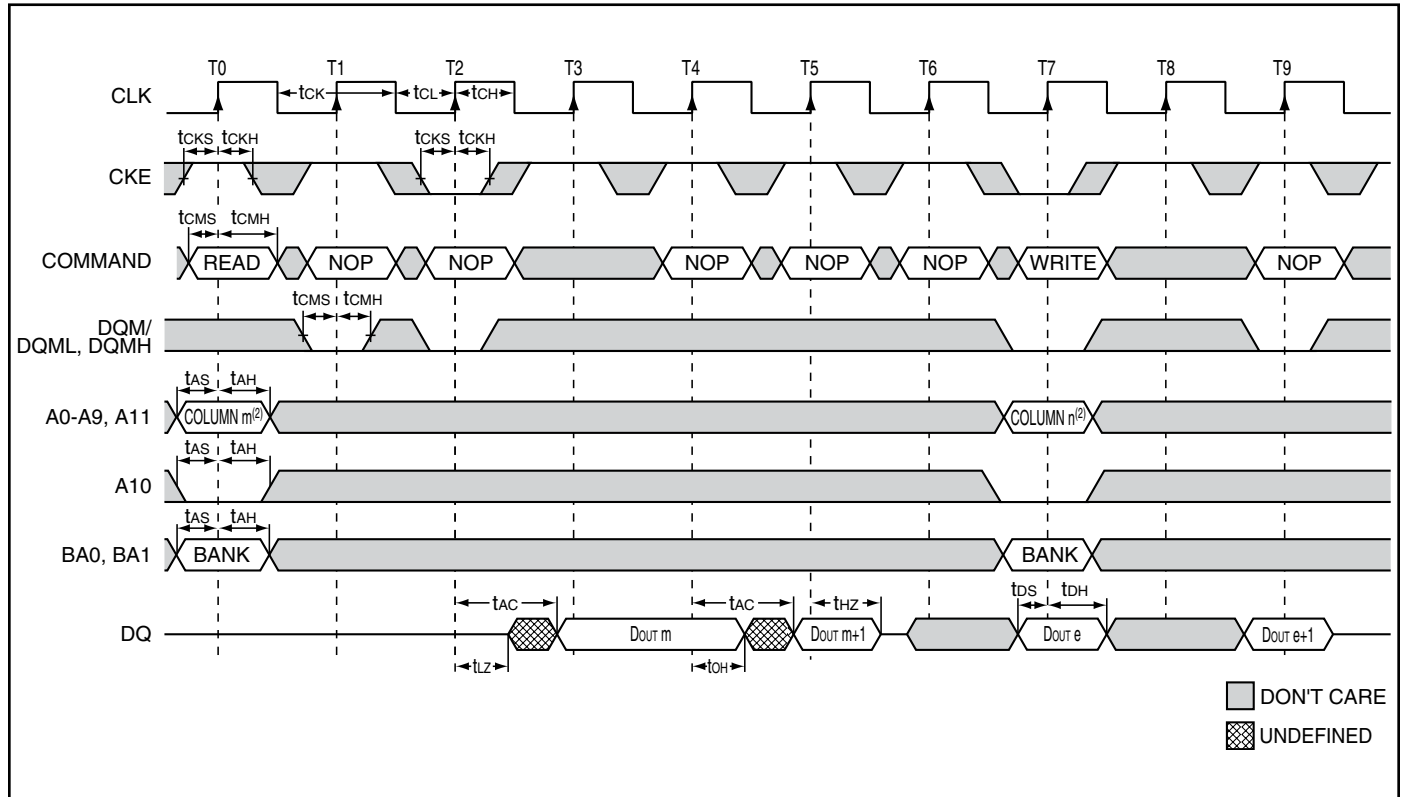 T0 T1 T2 T3 T4 T5 T6 T7 T8 T9
CLK tCK tCL tCH
tCKS tCKH tCKS tCKH
CKE
tCMS tCMH
COMMAND READ NOP NOP NOP NOP NOP WRITE NOP
tCMS tCMH
DQM/
DQML, DQMH
tAS tAH
A0-A9, A11 COLUMN m(2) COLUMN n(2)
tAS tAH
A10
tAS tAH
BA0, BA1 BANK BANK
tAC tAC tHZ tDS tDH
DQ DOUT m DOUT m+1 DOUT e DOUT e+1
tLZ tOH
DON'T CARE
UNDEFINED